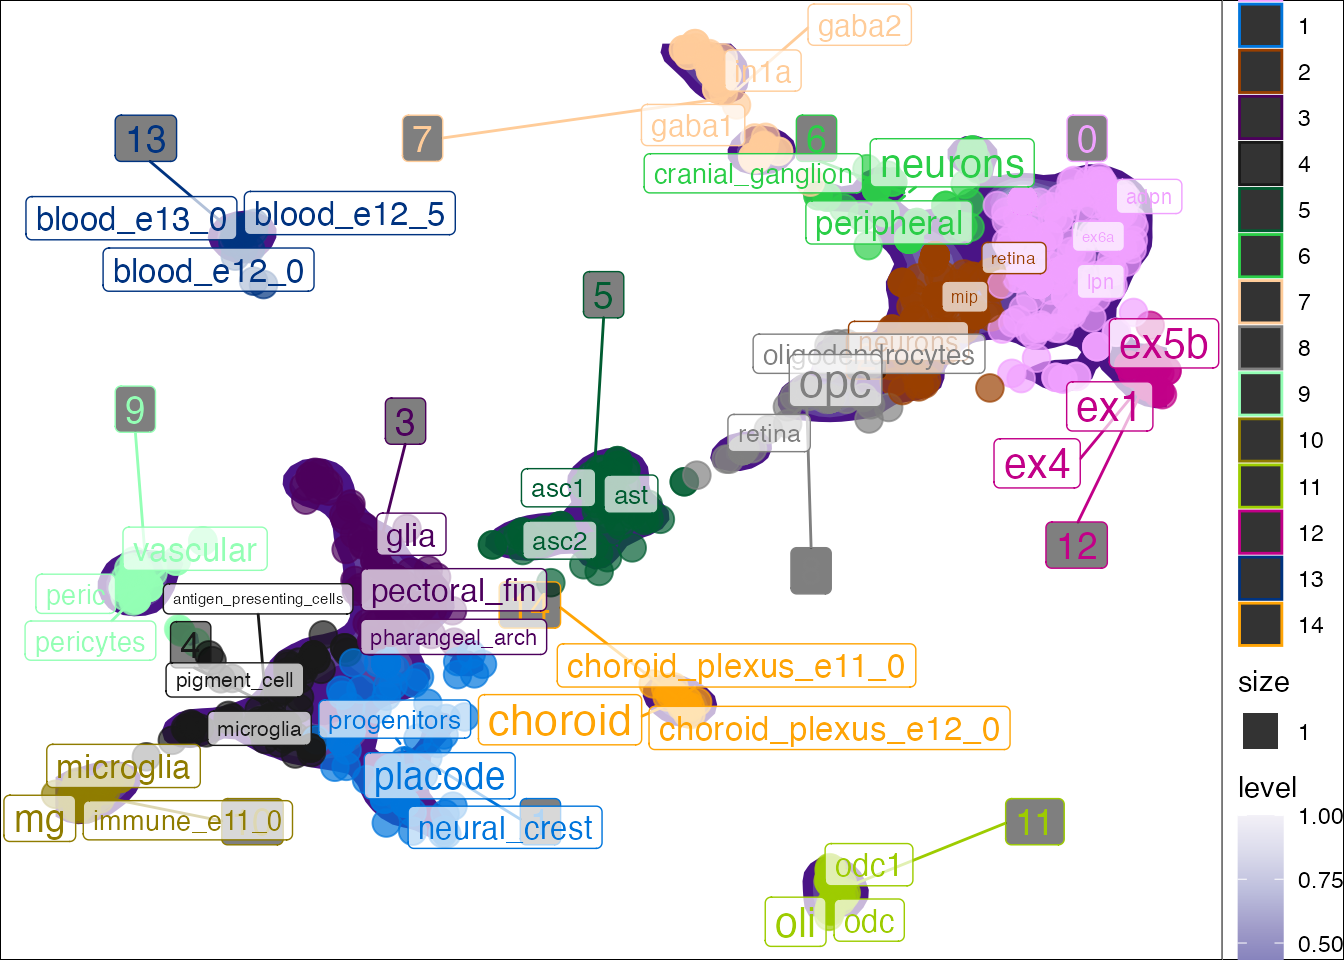 gaba2
in1a
gaba1
7
13
6
0
cranial_ganglion
neurons
peripheral
adpn
ex6a
lpn
retina
mip
blood_e13_0
blood_e12_5
blood_e12_0
5
neurons
oligodendrocytes
opc
retina
ex5b
ex1
ex4
12
9
3
asc1
ast
asc2
glia
vascular
peric
pericytes
antigen_presenting_cells
pectoral_fin
14
pharangeal_arch
4
pigment_cell
microglia
progenitors
choroid_plexus_e11_0
choroid
choroid_plexus_e12_0
microglia
mg
immune_e11_0
placode
neural_crest
1
11
odc1
oli
odc
1
2
3
4
5
6
7
8
9
10
11
12
13
14
size
1
level
1.00
0.75
0.50